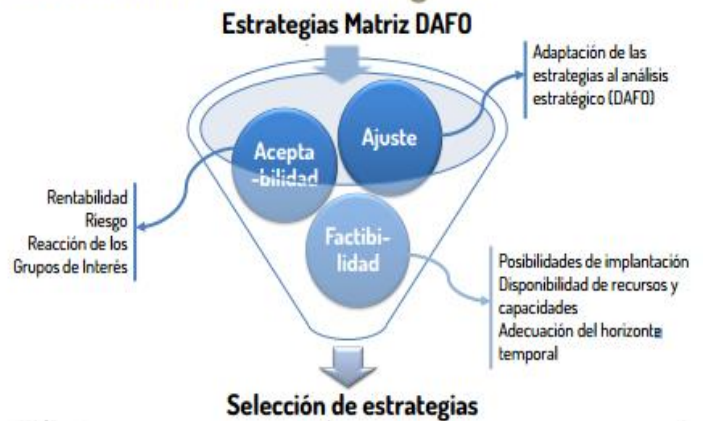 Estrategias Matriz DAFO
Adaptación de las
estrategias al análisis
estratégico (DAFO)
Ajuste
Acepta
-bilidad
Rentabilidad
Riesgo
Reacción de los
Grupos de Interés
Factibi-
lidad
Posibilidades de implantación
Disponibilidad de recursos y
capacidades
Adecuación del horizonte
temporal
Selección de estrategias